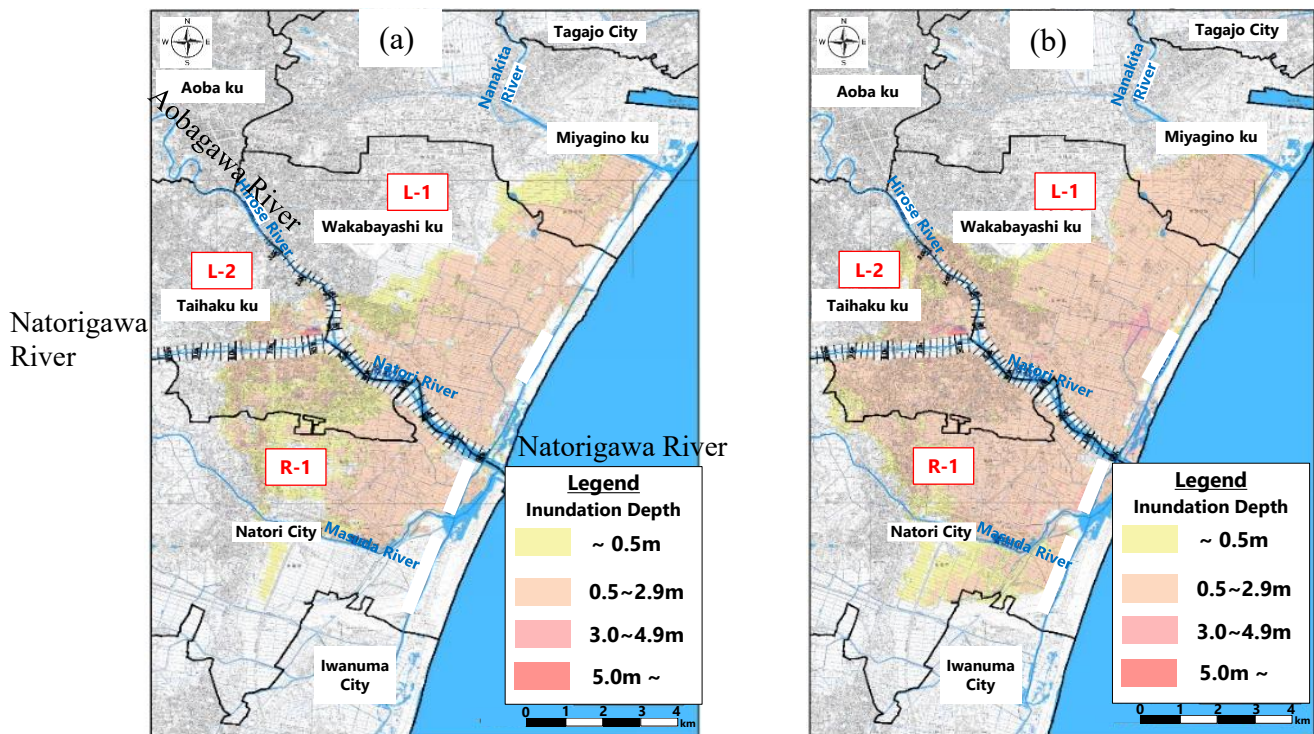 N
W
E
S
(a)
Tagajo City
Nanakita
River
Aoba ku
Aobagawa River
Miyagino ku
L-1
Hirose River
Wakabayashi ku
L-2
Taihaku ku
Natorigawa
River
Natori River
Natorigawa River
R-1
Natori City
Masuda River
Iwanuma
City
Legend
Inundation Depth
~ 0.5m
0.5~2.9m
3.0~4.9m
5.0m ~
0 1 2 3 4
km
N
W
E
S
(b)
Tagajo City
Nanakita
River
Aoba ku
Miyagino ku
L-1
Hirose River
Wakabayashi ku
L-2
Taihaku ku
Natori River
R-1
Natori City
Masuda River
Iwanuma
City
Legend
Inundation Depth
~ 0.5m
0.5~2.9m
3.0~4.9m
5.0m ~
0 1 2 3 4
km